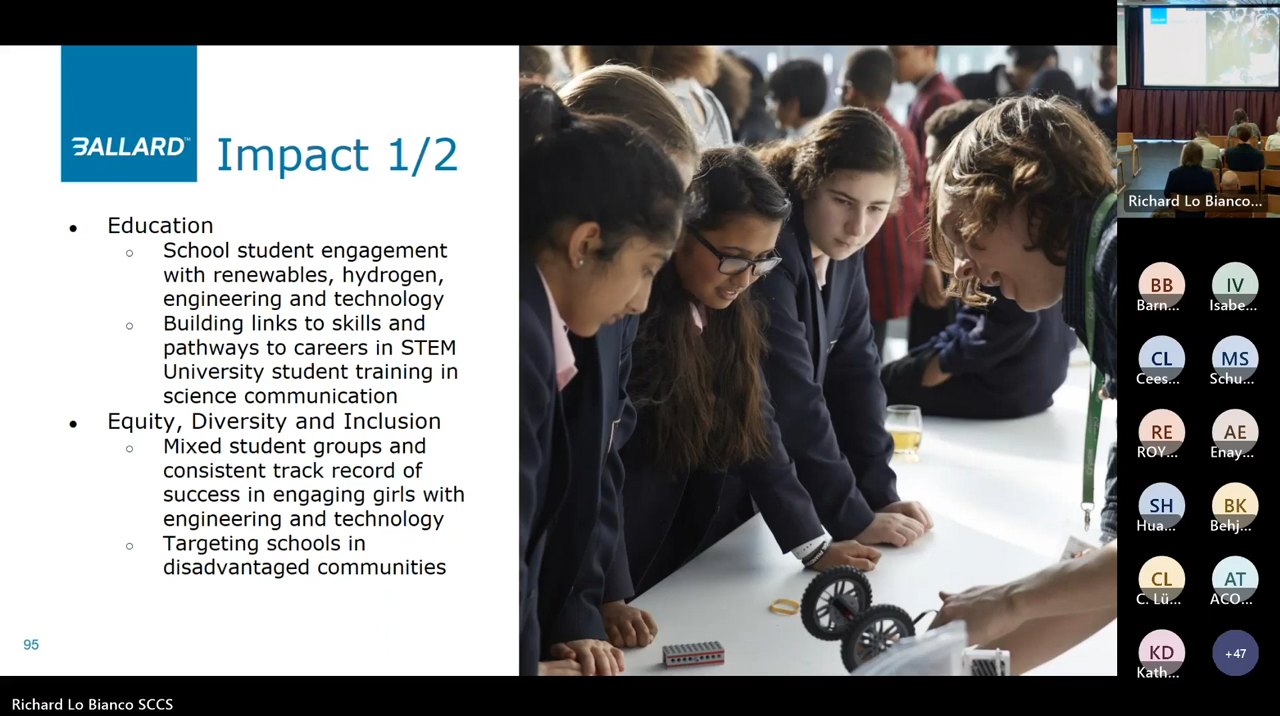 BALLARD™
Impact 1/2
● Education
○ School student engagement
with renewables, hydrogen,
engineering and technology
○ Building links to skills and
pathways to careers in STEM
University student training in
science communication
● Equity, Diversity and Inclusion
○ Mixed student groups and
consistent track record of
success in engaging girls with
engineering and technology
○ Targeting schools in
disadvantaged communities
95
Richard Lo Bianco SCCS
Richard Lo Bianco...
BB
Barn...
IV
Isabe...
CL
Cees...
MS
Schu...
RE
ROY...
AE
Enay...
SH
Hua...
BK
Behj...
CL
C. Lü...
AT
ACO...
KD
Kath...
+47